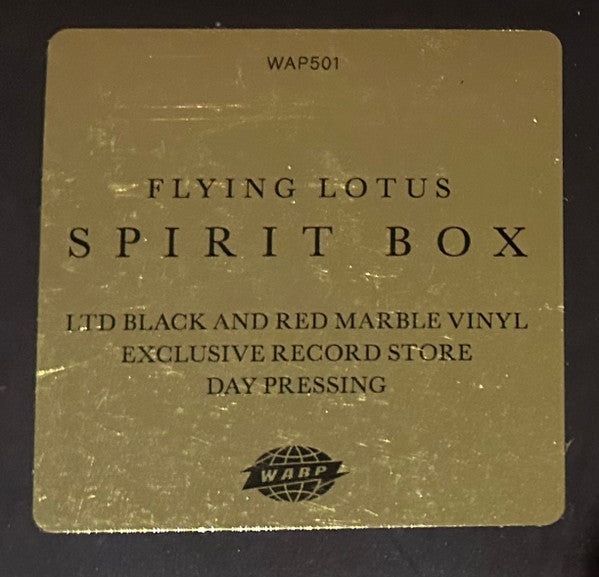 WAP501
FLYING LOTUS
SPIRIT BOX
LTD BLACK AND RED MARBLE VINYL
EXCLUSIVE RECORD STORE
DAY PRESSING
WARP